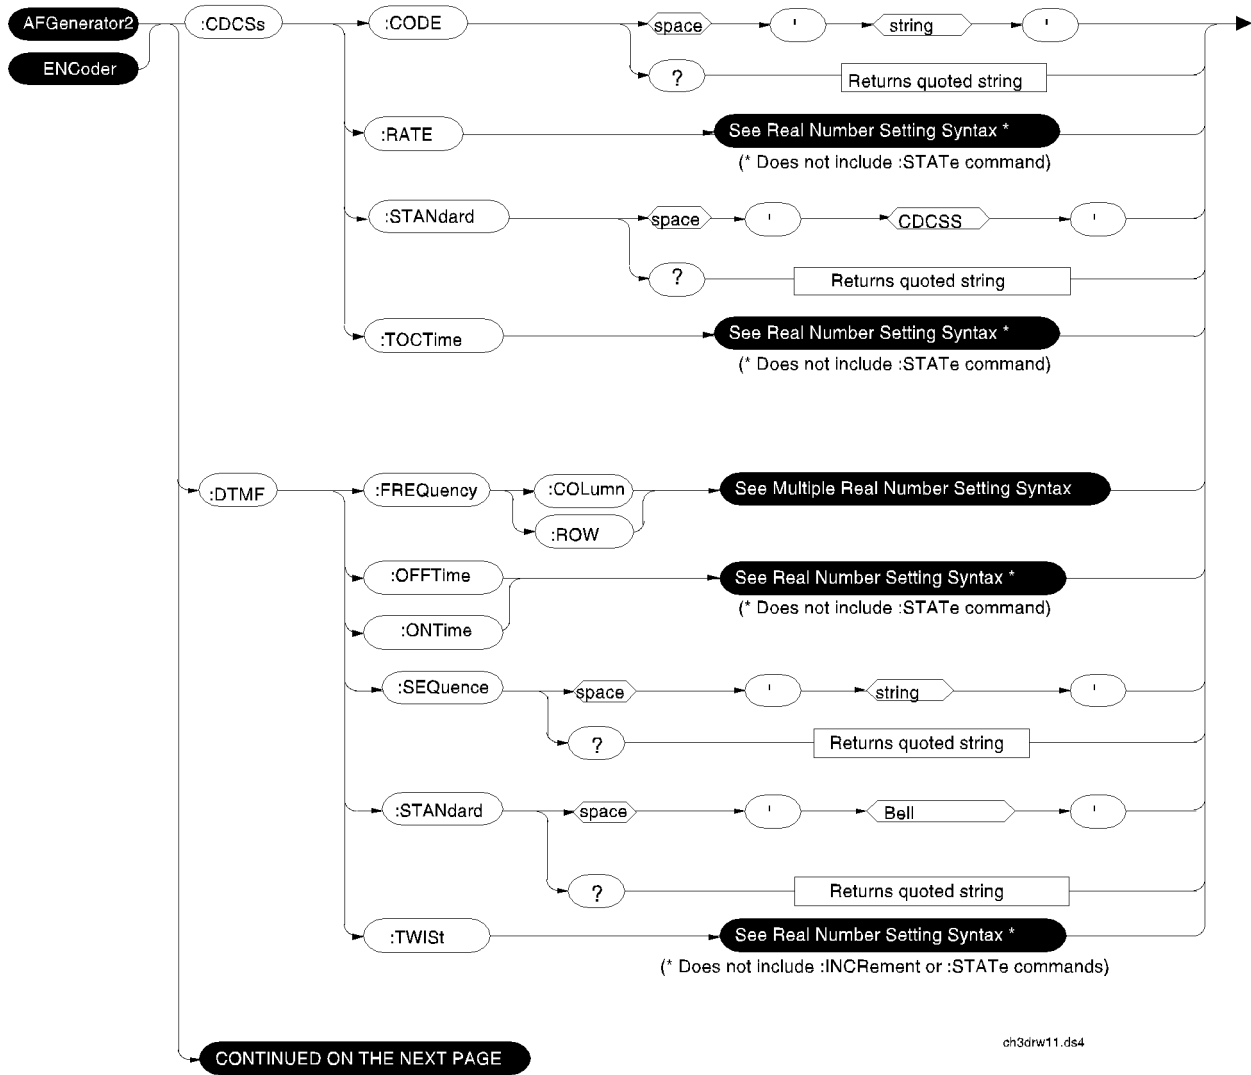 AFGenerator2 :CDCSs :CODE space ' string '
ENCoder ? Returns quoted string
:RATE See Real Number Setting Syntax *
(* Does not include :STATe command)
:STANdard space ' CDCSS '
? Returns quoted string
:TOCTime See Real Number Setting Syntax *
(* Does not include :STATe command)
:DTMF :FREQuency :COLumn See Multiple Real Number Setting Syntax
:ROW
:OFFTime See Real Number Setting Syntax *
(* Does not include :STATe command)
:ONTime
:SEQuence space ' string '
? Returns quoted string
:STANdard space ' Bell '
? Returns quoted string
:TWISt See Real Number Setting Syntax *
(* Does not include :INCRement or :STATe commands)
ch3drw11.ds4
CONTINUED ON THE NEXT PAGE